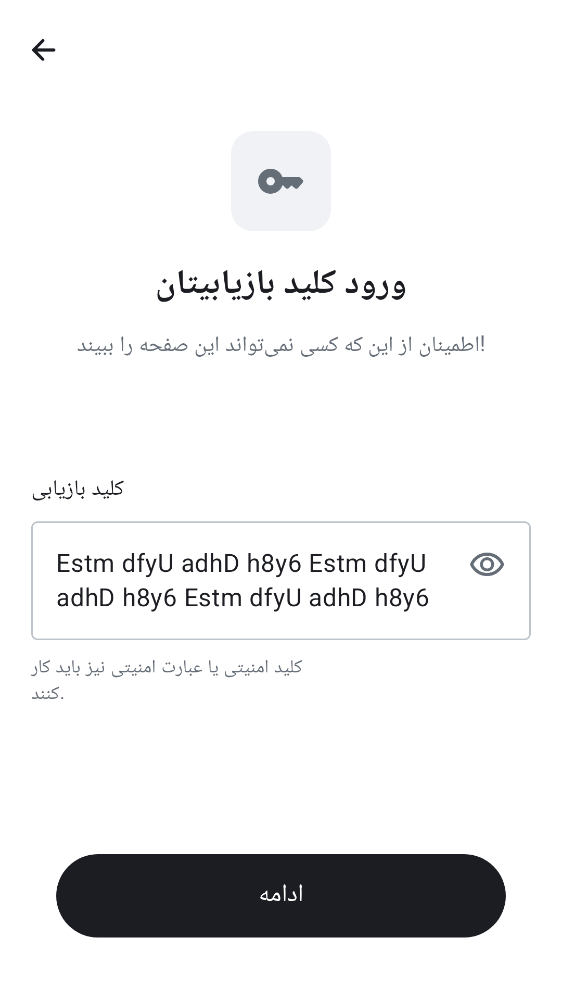 ورود کلید بازیابیتان
اطمینان از این که کسی نمی‌تواند این صفحه را ببیند!
کلید بازیابی
Estm dfyU adhD h8y6 Estm dfyU
adhD h8y6 Estm dfyU adhD h8y6
کلید امنیتی یا عبارت امنیتی نیز باید کار
کنند.
ادامه